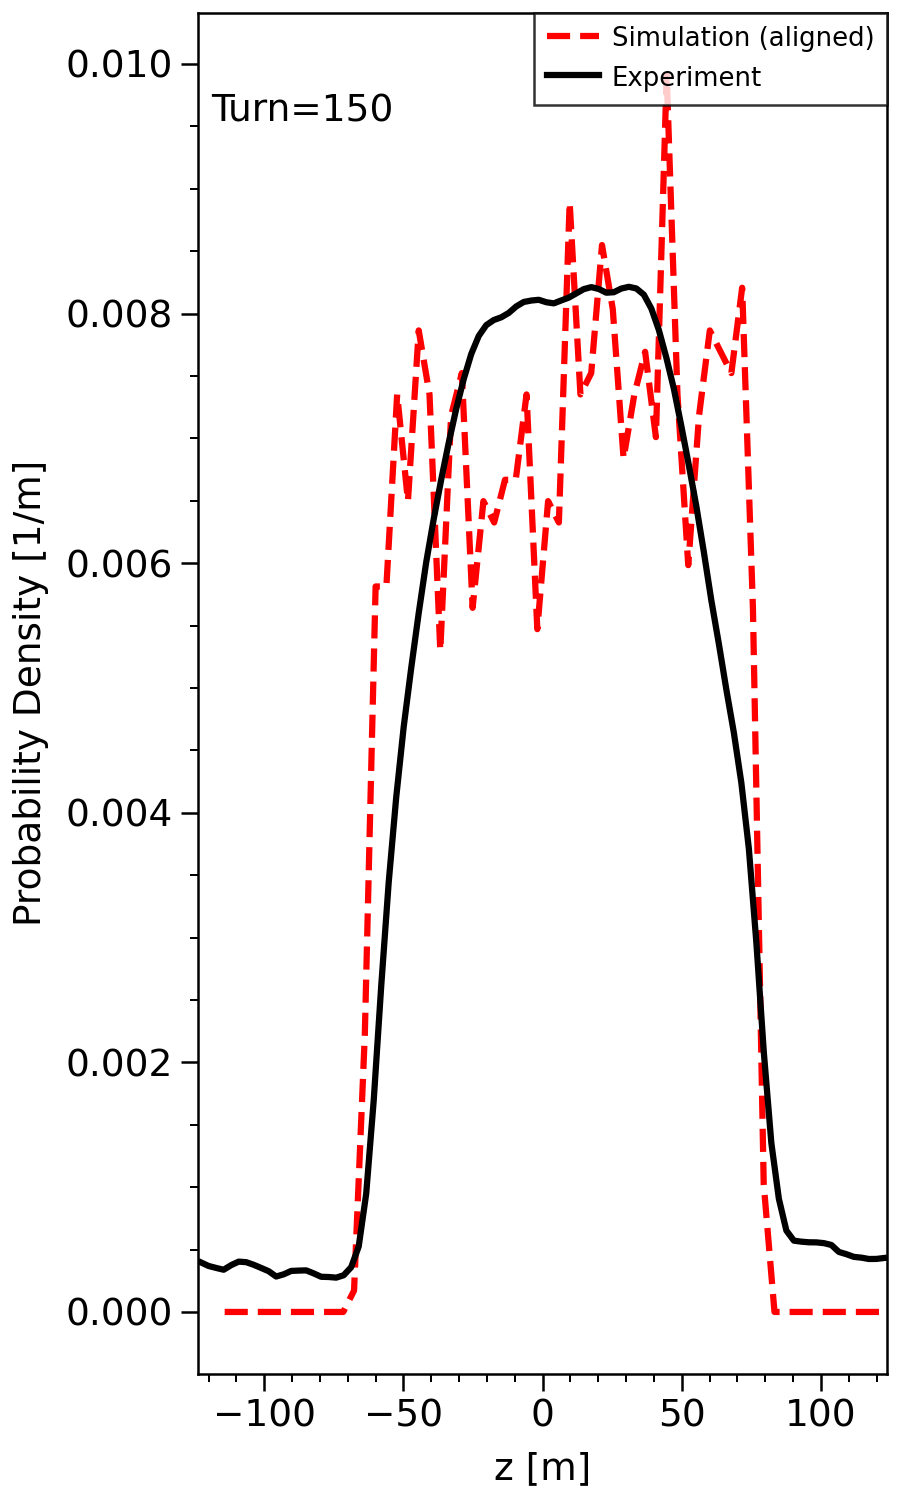 Simulation (aligned)
Experiment
Turn=150
0.010
0.008
0.006
0.004
0.002
0.000
Probability Density [1/m]
−100
−50
0
50
100
z [m]